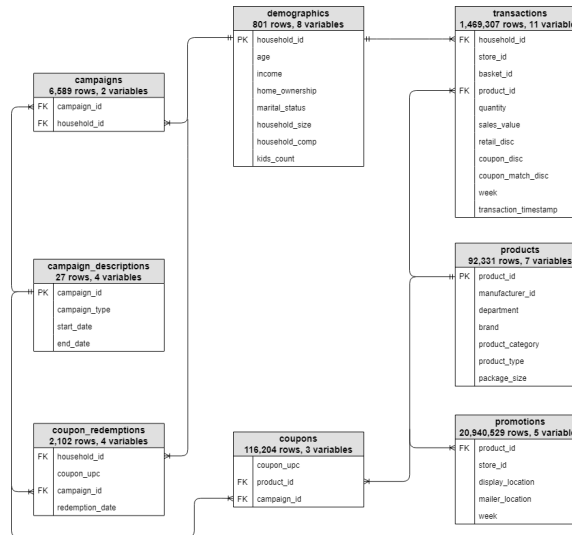 demographics
801 rows, 8 variables
PK household_id
age
income
home_ownership
marital_status
household_size
household_comp
kids_count
transactions
1,469,307 rows, 11 variables
FK household_id
store_id
basket_id
FK product_id
quantity
sales_value
retail_disc
coupon_disc
coupon_match_disc
week
transaction_timestamp
campaigns
6,589 rows, 2 variables
FK campaign_id
FK household_id
campaign_descriptions
27 rows, 4 variables
PK campaign_id
campaign_type
start_date
end_date
products
92,331 rows, 7 variables
PK product_id
manufacturer_id
department
brand
product_category
product_type
package_size
coupon_redemptions
2,102 rows, 4 variables
FK household_id
coupon_upc
FK campaign_id
redemption_date
coupons
116,204 rows, 3 variables
coupon_upc
FK product_id
FK campaign_id
promotions
20,940,529 rows, 5 variables
FK product_id
store_id
display_location
mailer_location
week